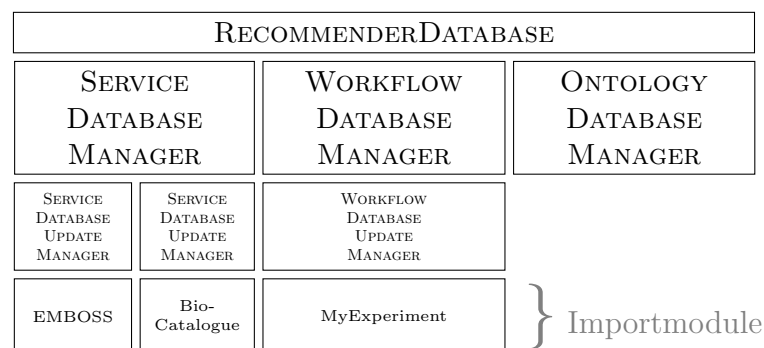 RECOMMENDERDATABASE
SERVICE
DATABASE
MANAGER
WORKFLOW
DATABASE
MANAGER
ONTOLOGY
DATABASE
MANAGER
SERVICE
DATABASE
UPDATE
MANAGER
SERVICE
DATABASE
UPDATE
MANAGER
WORKFLOW
DATABASE
UPDATE
MANAGER
EMBOSS
Bio-
Catalogue
MyExperiment
} Importmodule